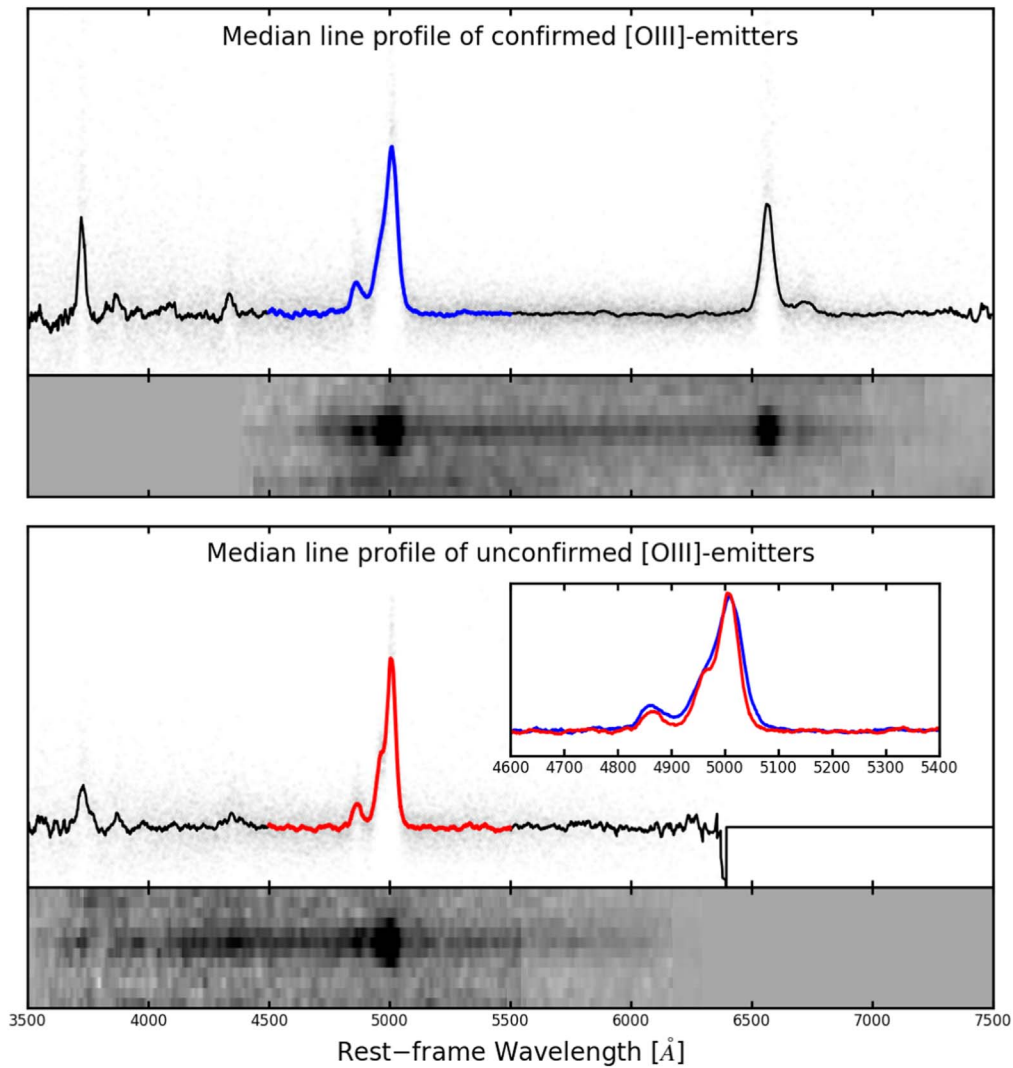 Median line profile of confirmed [OIII]-emitters
Median line profile of unconfirmed [OIII]-emitters
4600 4700 4800 4900 5000 5100 5200 5300 5400
3500 4000 4500 5000 5500 6000 6500 7000 7500
Rest−frame Wavelength [Å]